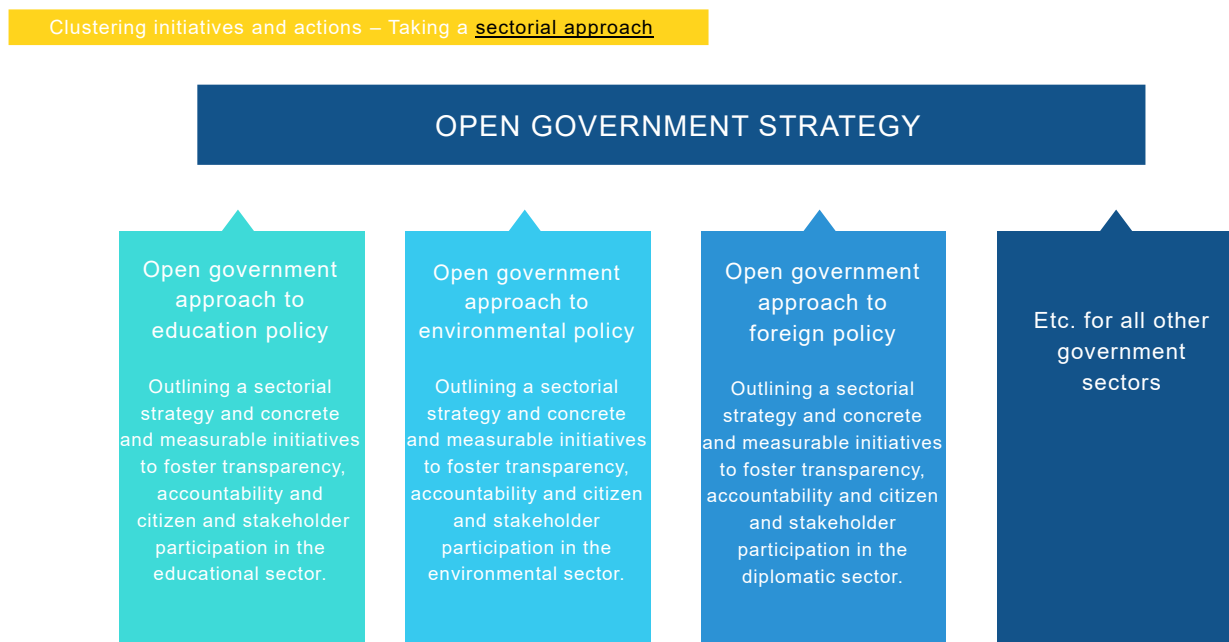 Clustering initiatives and actions – Taking a sectorial approach
OPEN GOVERNMENT STRATEGY
Open government
approach to
education policy
Outlining a sectorial
strategy and concrete
and measurable initiatives
to foster transparency,
accountability and
citizen and stakeholder
participation in the
educational sector.
Open government
approach to
environmental policy
Outlining a sectorial
strategy and concrete
and measurable initiatives
to foster transparency,
accountability and citizen
and stakeholder
participation in the
environmental sector.
Open government
approach to
foreign policy
Outlining a sectorial
strategy and concrete
and measurable initiatives
to foster transparency,
accountability and citizen
and stakeholder
participation in the
diplomatic sector.
Etc. for all other
government
sectors